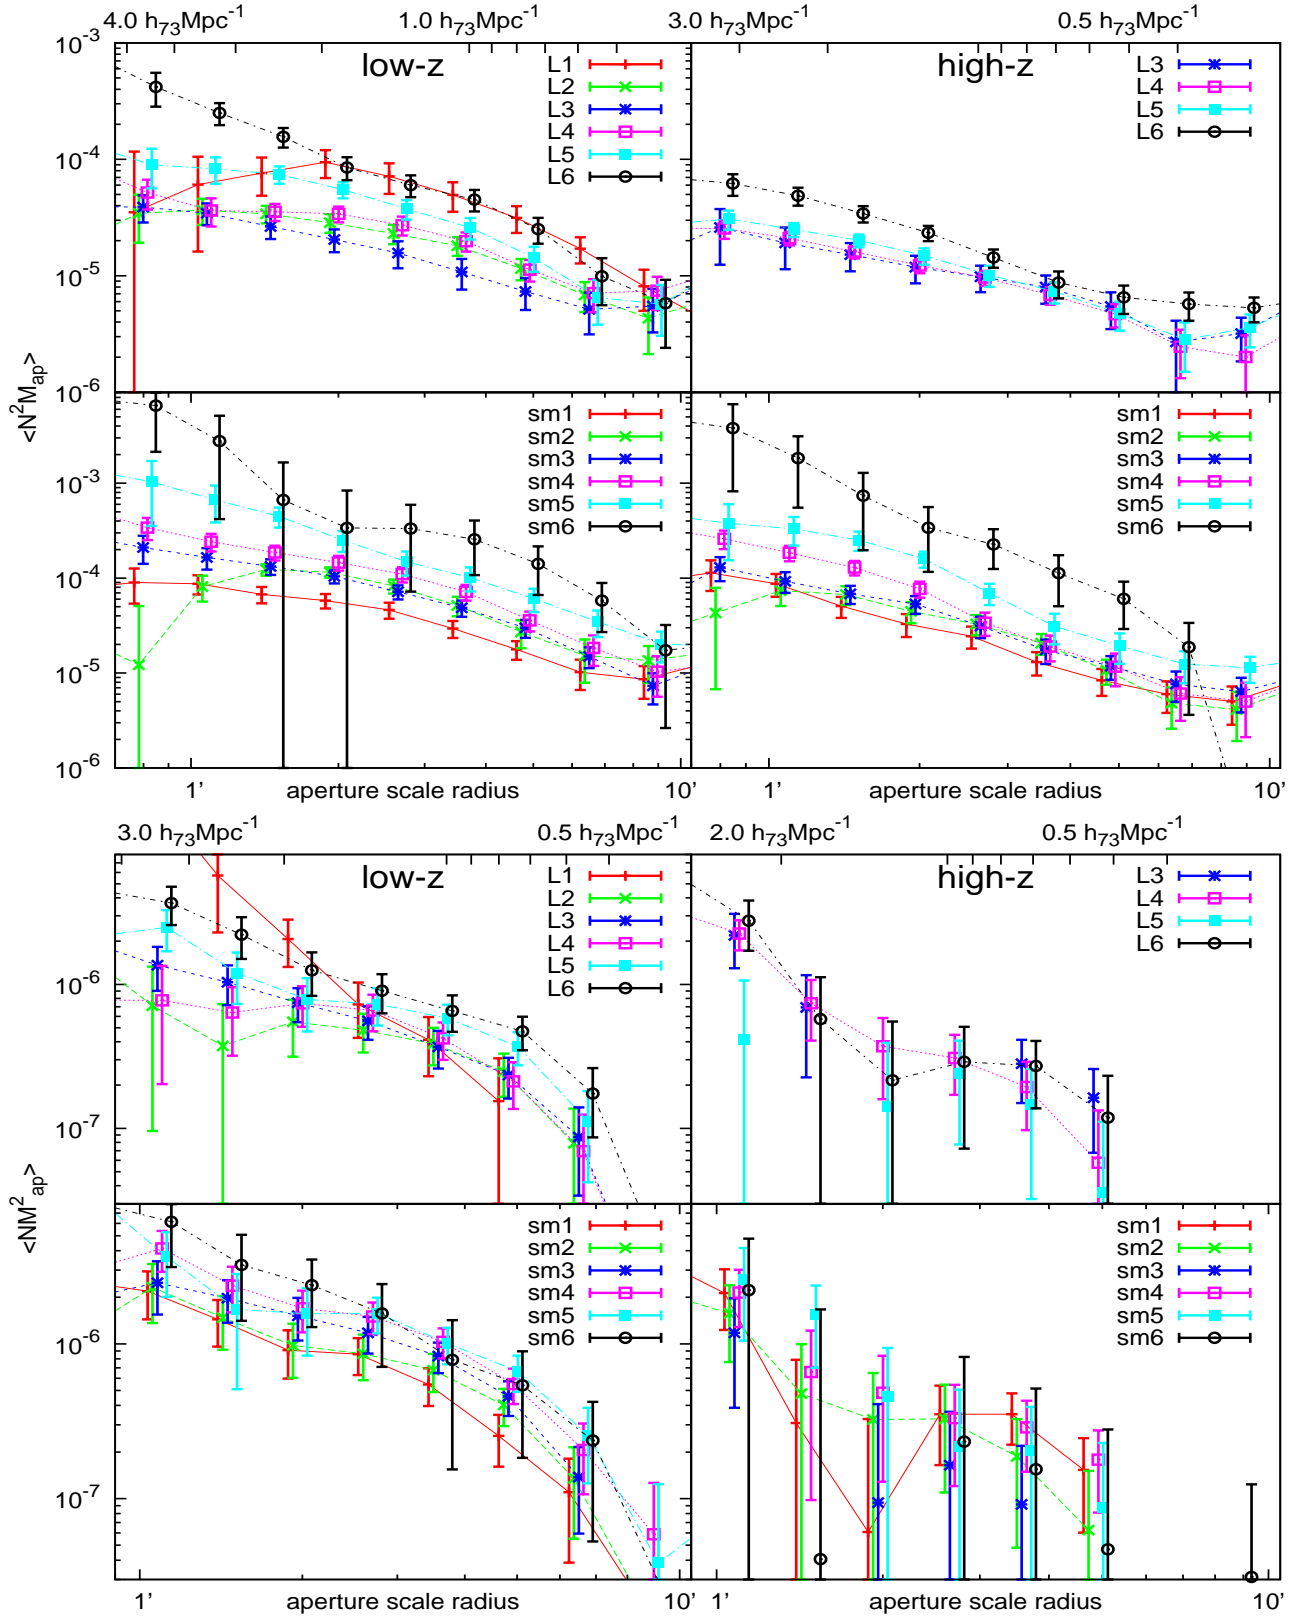 4.0 h73Mpc-1 1.0 h73Mpc-1 3.0 h73Mpc-1 0.5 h73Mpc-1
low-z
L1
L2
L3
L4
L5
L6
high-z
L3
L4
L5
L6
10-3
10-4
10-5
10-6
<N2Map>
sm1
sm2
sm3
sm4
sm5
sm6
sm1
sm2
sm3
sm4
sm5
sm6
10-3
10-4
10-5
10-6
1' aperture scale radius 10' 1' aperture scale radius 10'
3.0 h73Mpc-1 0.5 h73Mpc-1 2.0 h73Mpc-1 0.5 h73Mpc-1
low-z
L1
L2
L3
L4
L5
L6
high-z
L3
L4
L5
L6
10-6
10-7
<NM2ap>
sm1
sm2
sm3
sm4
sm5
sm6
sm1
sm2
sm3
sm4
sm5
sm6
10-6
10-7
1' aperture scale radius 10' 1' aperture scale radius 10'